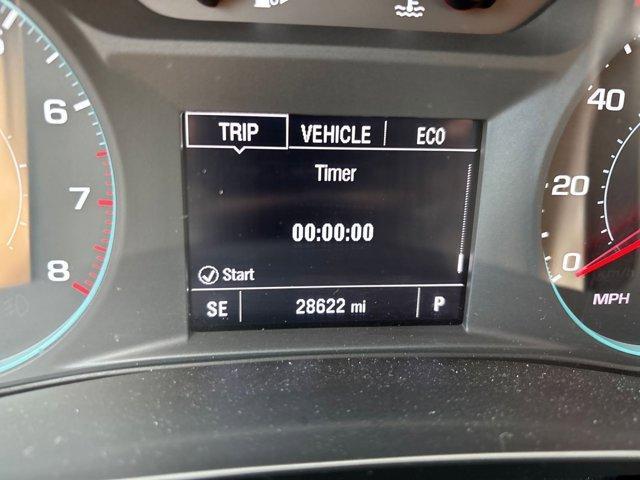 TRIP VEHICLE ECO
Timer
00:00:00
Start
SE 28622 mi P
6
7
8
40
20
0
MPH